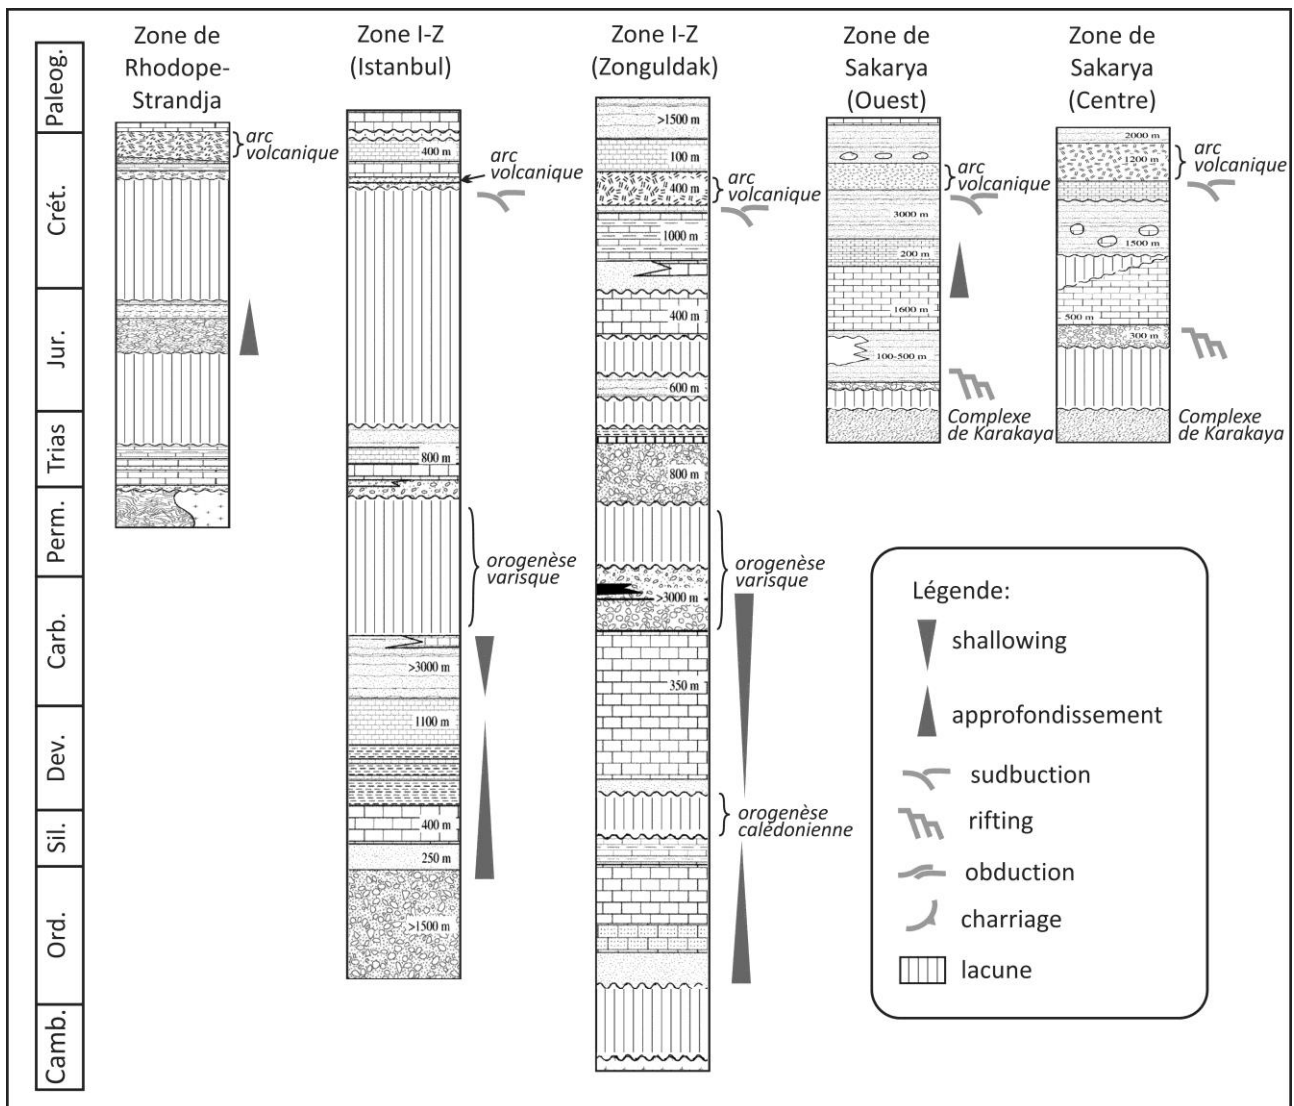 Zone de
Rhodope-
Strandja
Zone I-Z
(Istanbul)
Zone I-Z
(Zonguldak)
Zone de
Sakarya
(Ouest)
Zone de
Sakarya
(Centre)
Paleog.
Crét.
Jur.
Trias
Perm.
Carb.
Dev.
Sil.
Ord.
Camb.
arc
volcanique
400 m
arc
volcanique
800 m
orogenèse
varisque
>3000 m
1100 m
400 m
250 m
>1500 m
>1500 m
100 m
400 m
arc
volcanique
1000 m
400 m
600 m
800 m
orogenèse
varisque
>3000 m
350 m
orogenèse
calédonienne
arc
volcanique
3000 m
200 m
1600 m
100-500 m
Complexe
de Karakaya
2000 m
1200 m
arc
volcanique
1500 m
500 m
300 m
Complexe
de Karakaya
Légende:
shallowing
approfondissement
sudbuction
rifting
obduction
charriage
lacune